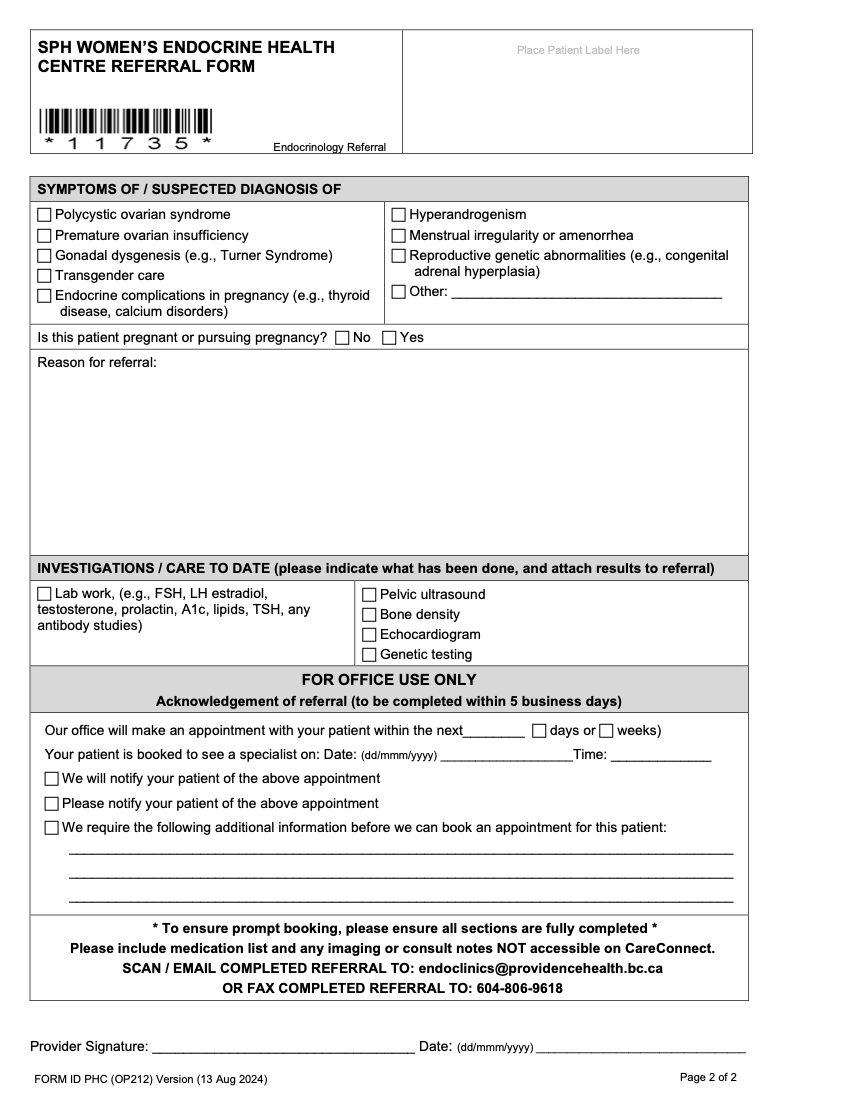 SPH WOMEN’S ENDOCRINE HEALTH
CENTRE REFERRAL FORM
Place Patient Label Here
* 1 1 7 3 5 *
Endocrinology Referral
SYMPTOMS OF / SUSPECTED DIAGNOSIS OF
Polycystic ovarian syndrome
Premature ovarian insufficiency
Gonadal dysgenesis (e.g., Turner Syndrome)
Transgender care
Endocrine complications in pregnancy (e.g., thyroid
disease, calcium disorders)
Hyperandrogenism
Menstrual irregularity or amenorrhea
Reproductive genetic abnormalities (e.g., congenital
adrenal hyperplasia)
Other: ___________________________________
Is this patient pregnant or pursuing pregnancy? No Yes
Reason for referral:
INVESTIGATIONS / CARE TO DATE (please indicate what has been done, and attach results to referral)
Lab work, (e.g., FSH, LH estradiol,
testosterone, prolactin, A1c, lipids, TSH, any
antibody studies)
Pelvic ultrasound
Bone density
Echocardiogram
Genetic testing
FOR OFFICE USE ONLY
Acknowledgement of referral (to be completed within 5 business days)
Our office will make an appointment with your patient within the next________ days or weeks)
Your patient is booked to see a specialist on: Date: (dd/mmm/yyyy) _________________Time: _____________
We will notify your patient of the above appointment
Please notify your patient of the above appointment
We require the following additional information before we can book an appointment for this patient:
* To ensure prompt booking, please ensure all sections are fully completed *
Please include medication list and any imaging or consult notes NOT accessible on CareConnect.
SCAN / EMAIL COMPLETED REFERRAL TO: endoclinics@providencehealth.bc.ca
OR FAX COMPLETED REFERRAL TO: 604-806-9618
Provider Signature: __________________________________ Date: (dd/mmm/yyyy) ___________________________
FORM ID PHC (OP212) Version (13 Aug 2024)
Page 2 of 2